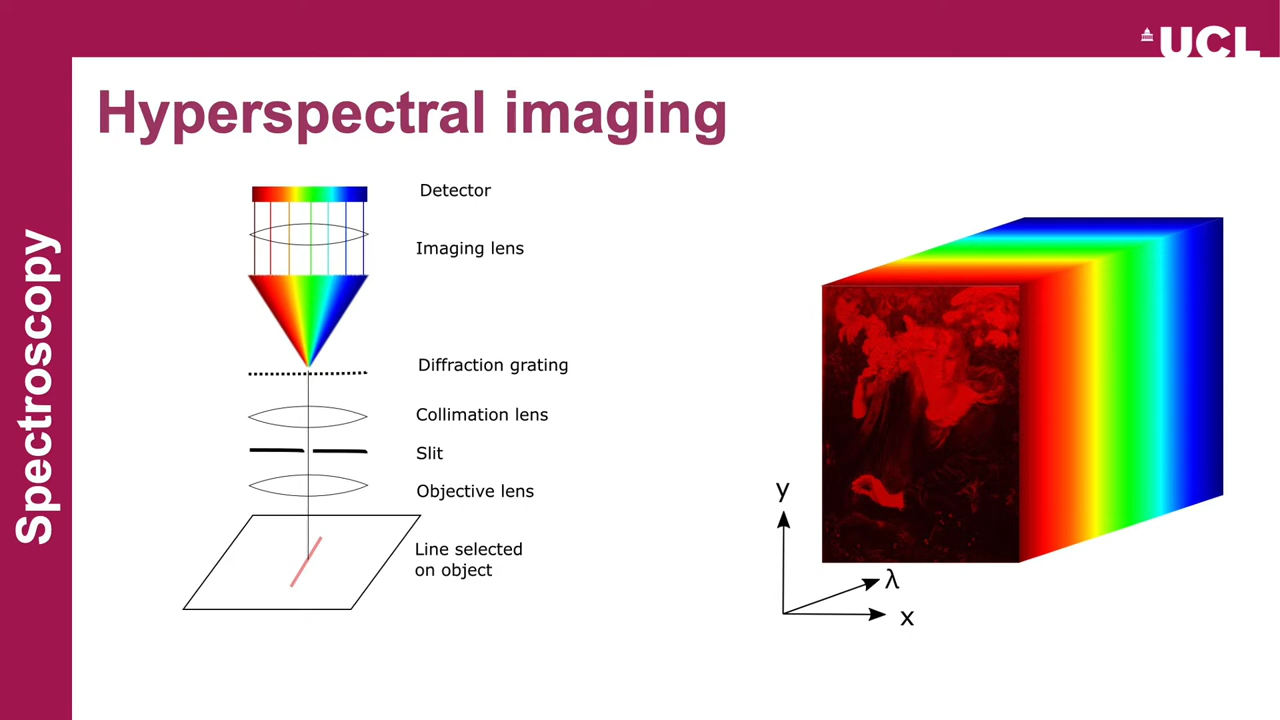 UCL
Hyperspectral imaging
Spectroscopy
Detector
Imaging lens
Diffraction grating
Collimation lens
Slit
Objective lens
Line selected
on object
y
λ
x